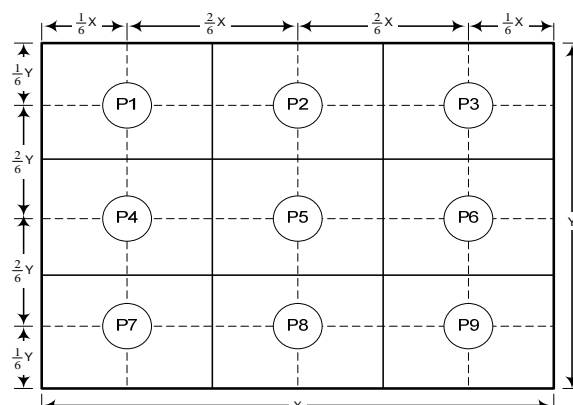 1/6 X 2/6 X 2/6 X 1/6 X
1/6 Y
P1 P2 P3
2/6 Y
P4 P5 P6
Y
2/6 Y
P7 P8 P9
1/6 Y
X